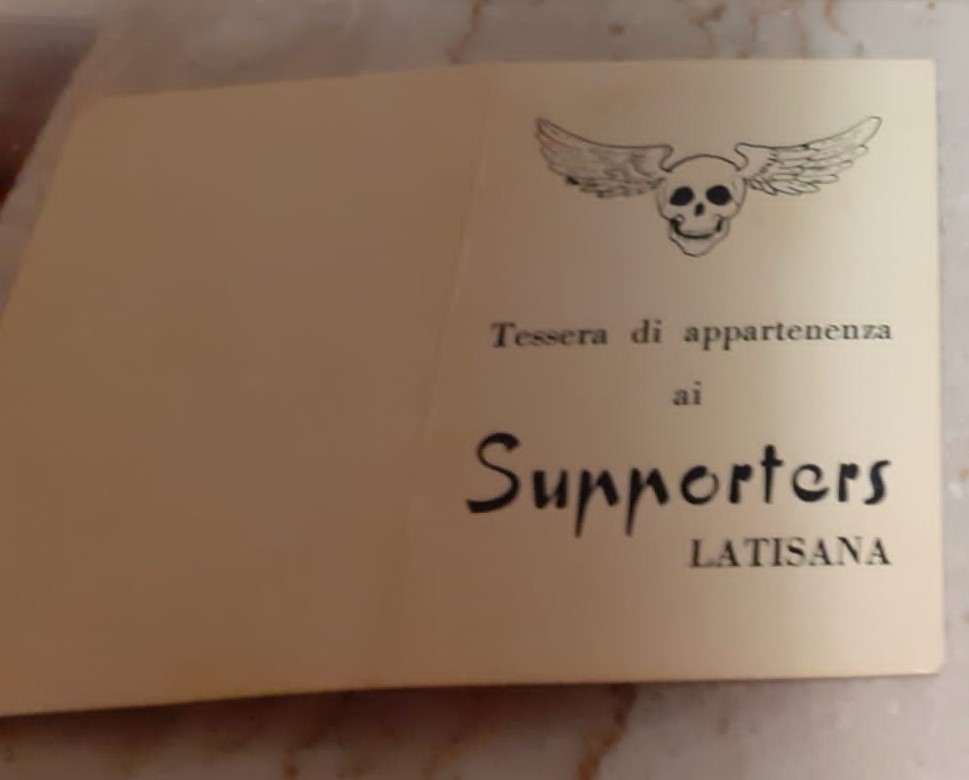 Tessera di appartenenza
ai
Supporters
LATISANA